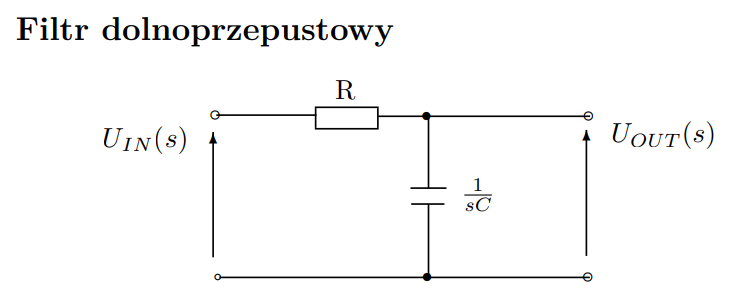 Filtr dolnoprzepustowy
R
U_{IN}(s)
U_{OUT}(s)
\frac{1}{sC}